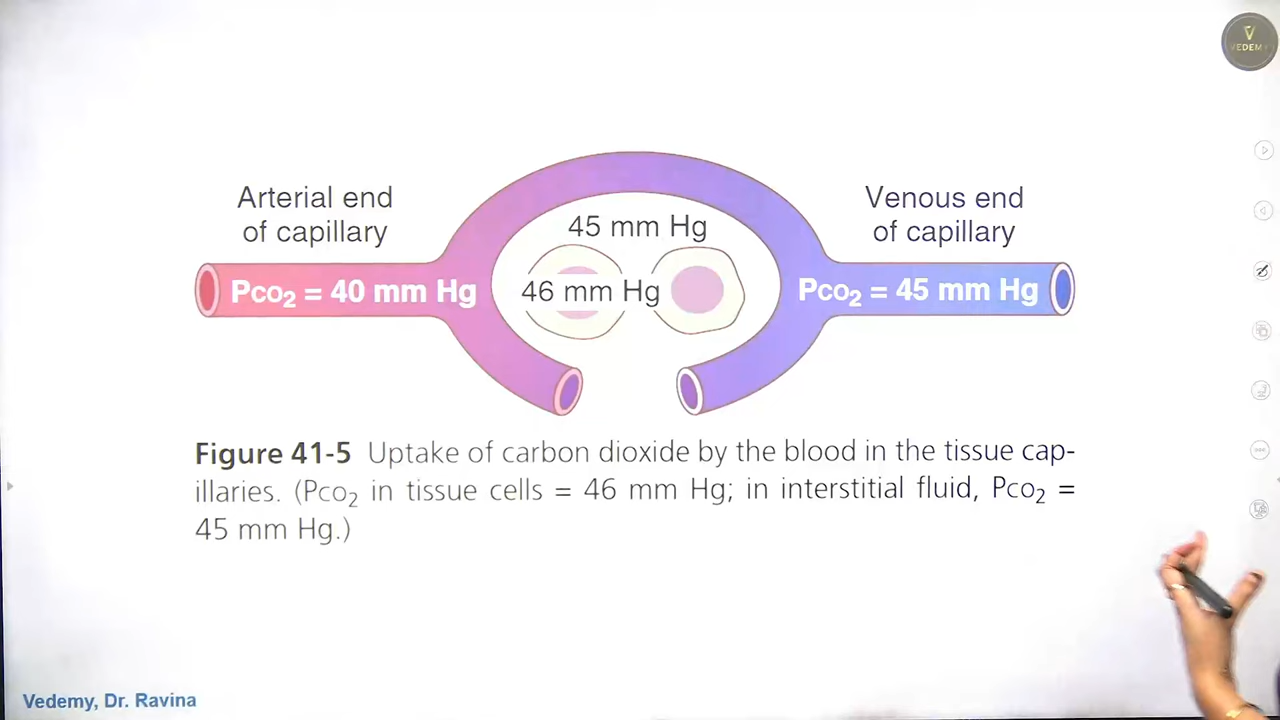 V
VEDEMY
Arterial end
of capillary
Venous end
of capillary
45 mm Hg
Pco₂ = 40 mm Hg
46 mm Hg
Pco₂ = 45 mm Hg
Figure 41-5 Uptake of carbon dioxide by the blood in the tissue cap-
illaries. (Pco₂ in tissue cells = 46 mm Hg; in interstitial fluid, Pco₂ =
45 mm Hg.)
Vedemy, Dr. Ravina